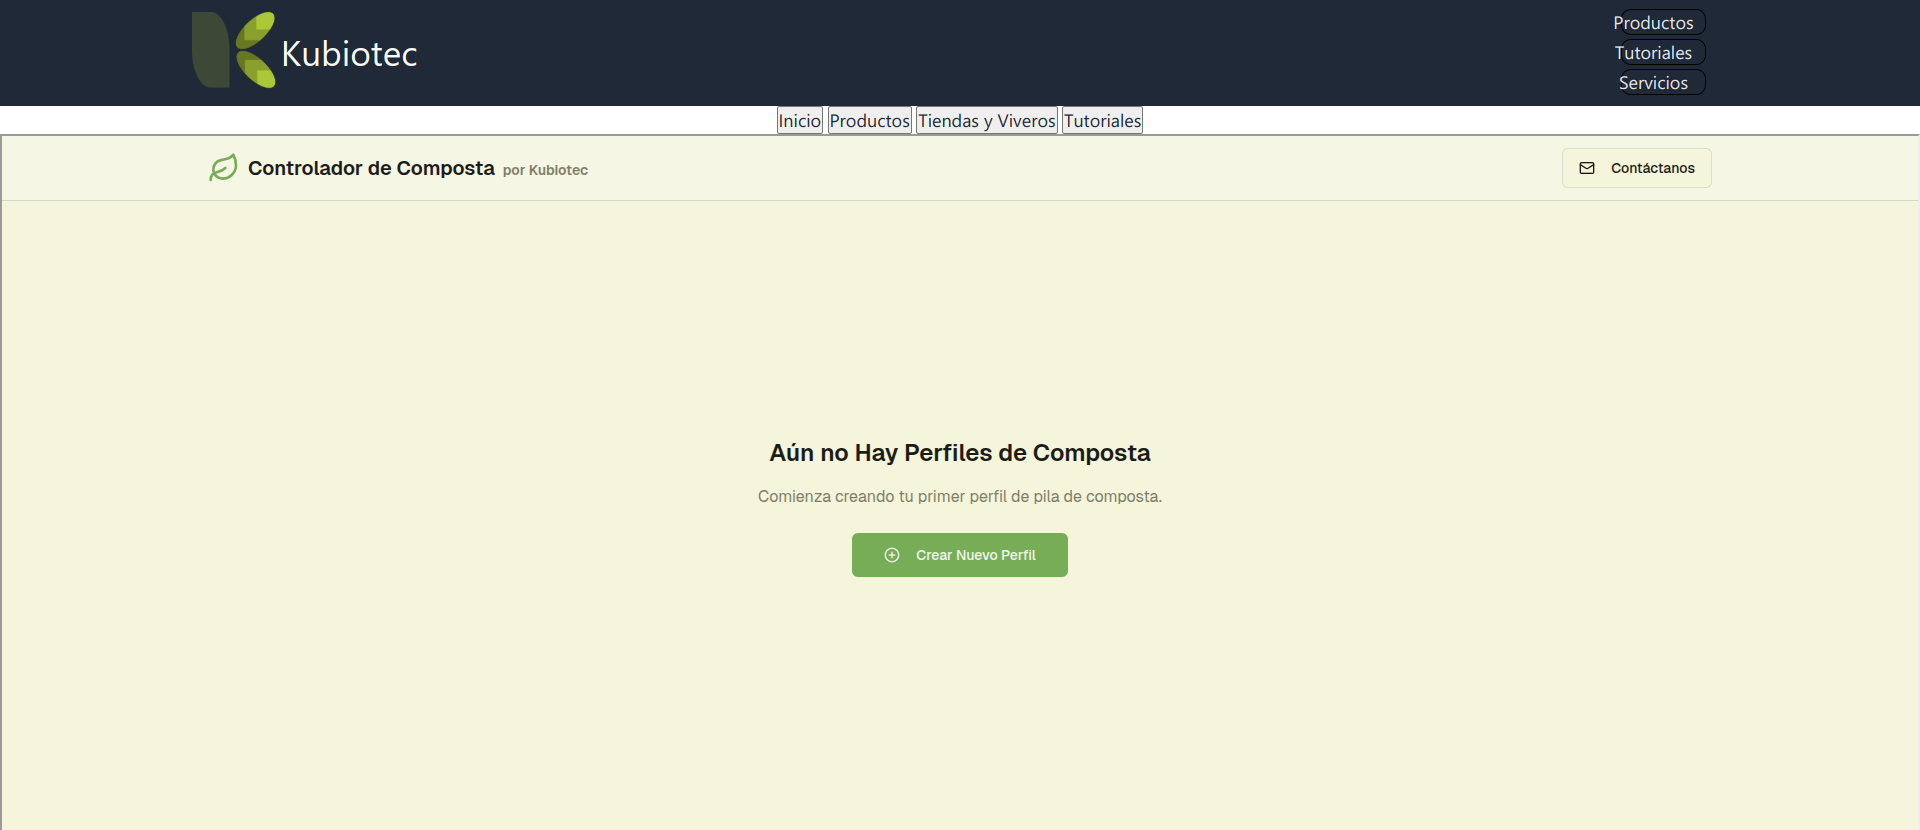 Kubiotec
Productos
Tutoriales
Servicios
Inicio Productos Tiendas y Viveros Tutoriales
Controlador de Composta por Kubiotec
Contáctanos
Aún no Hay Perfiles de Composta
Comienza creando tu primer perfil de pila de composta.
Crear Nuevo Perfil